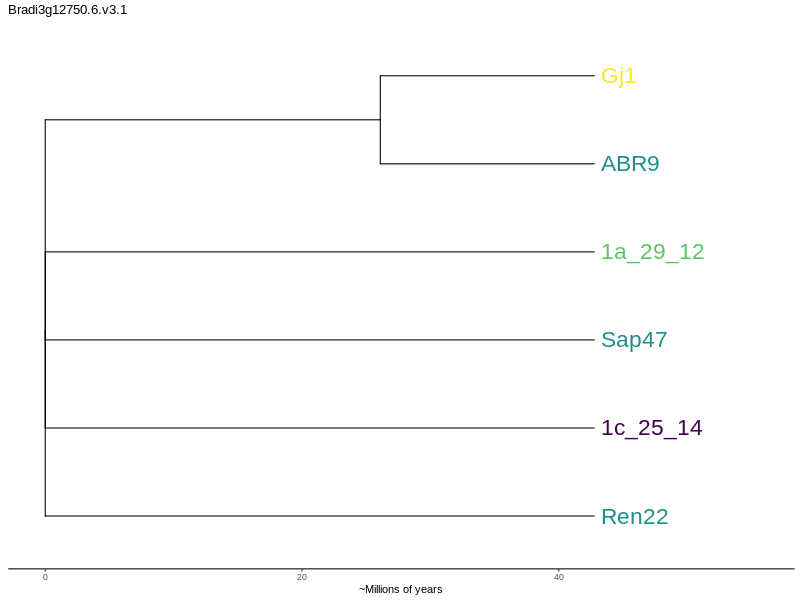 Bradi3g12750.6.v3.1
Gj1
ABR9
1a_29_12
Sap47
1c_25_14
Ren22
0 20 40
~Millions of years